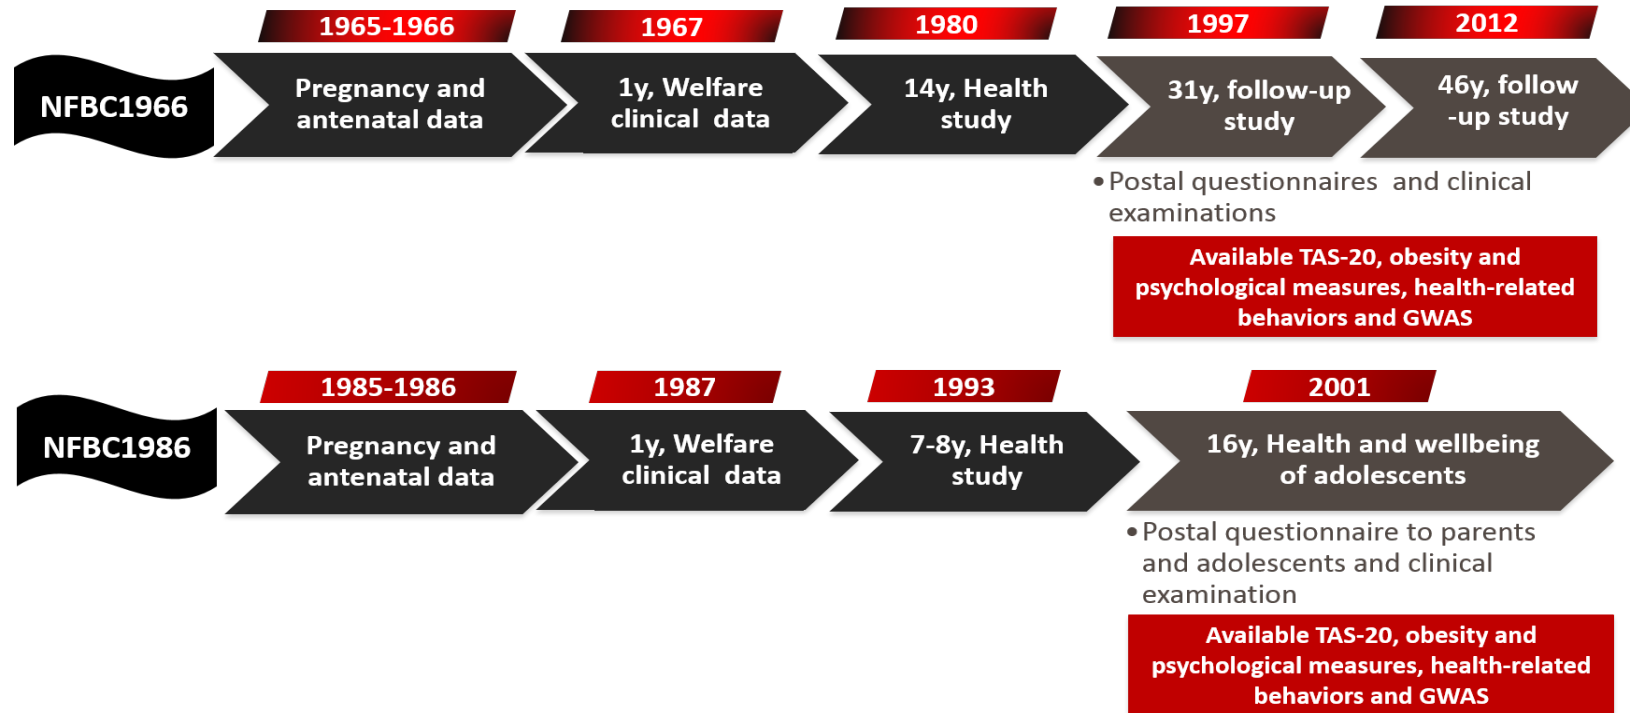 1965-1966
1967
1980
1997
2012
NFBC1966
Pregnancy and
antenatal data
1y, Welfare
clinical data
14y, Health
study
31y, follow-up
study
46y, follow
-up study
•Postal questionnaires and clinical
examinations
Available TAS-20, obesity and
psychological measures, health-related
behaviors and GWAS
1985-1986
1987
1993
2001
NFBC1986
Pregnancy and
antenatal data
1y, Welfare
clinical data
7-8y, Health
study
16y, Health and wellbeing
of adolescents
•Postal questionnaire to parents
and adolescents and clinical
examination
Available TAS-20, obesity and
psychological measures, health-related
behaviors and GWAS